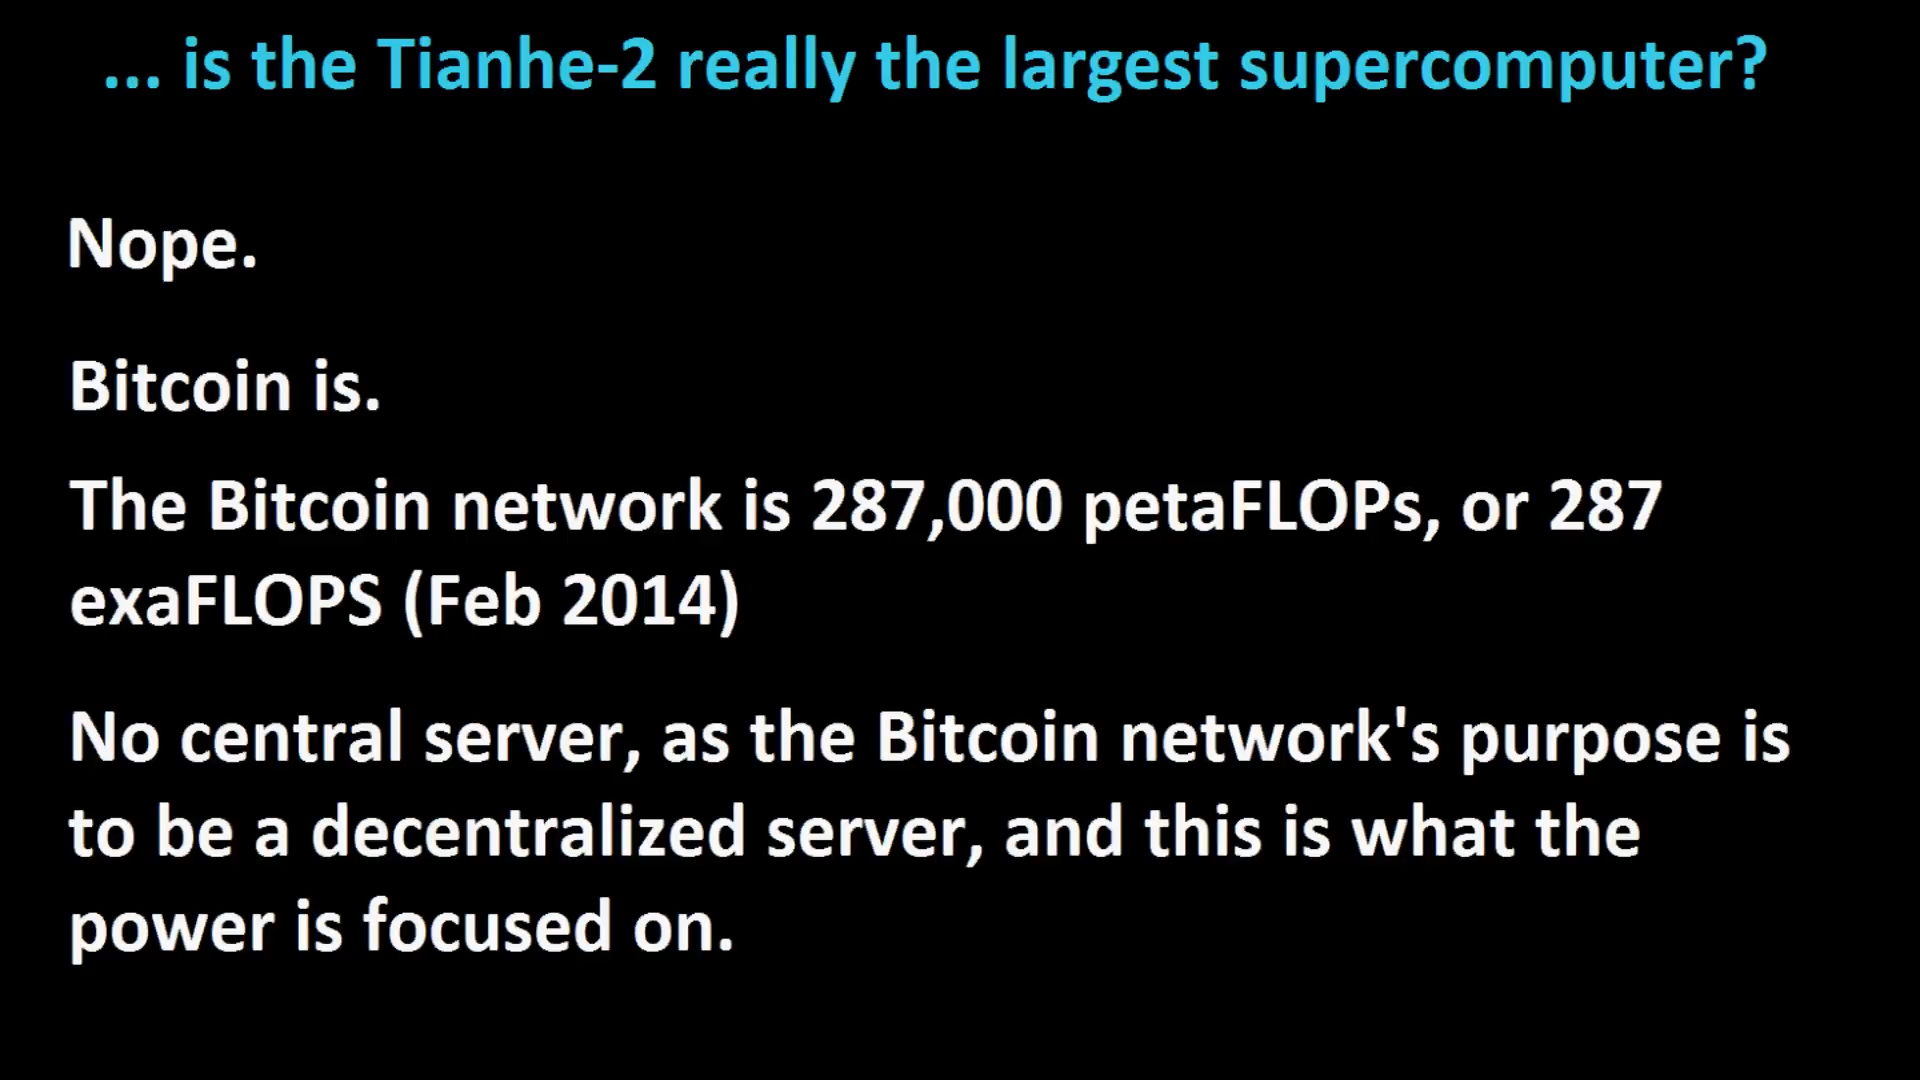 ... is the Tianhe-2 really the largest supercomputer?
Nope.
Bitcoin is.
The Bitcoin network is 287,000 petaFLOPs, or 287
exaFLOPS (Feb 2014)
No central server, as the Bitcoin network's purpose is
to be a decentralized server, and this is what the
power is focused on.